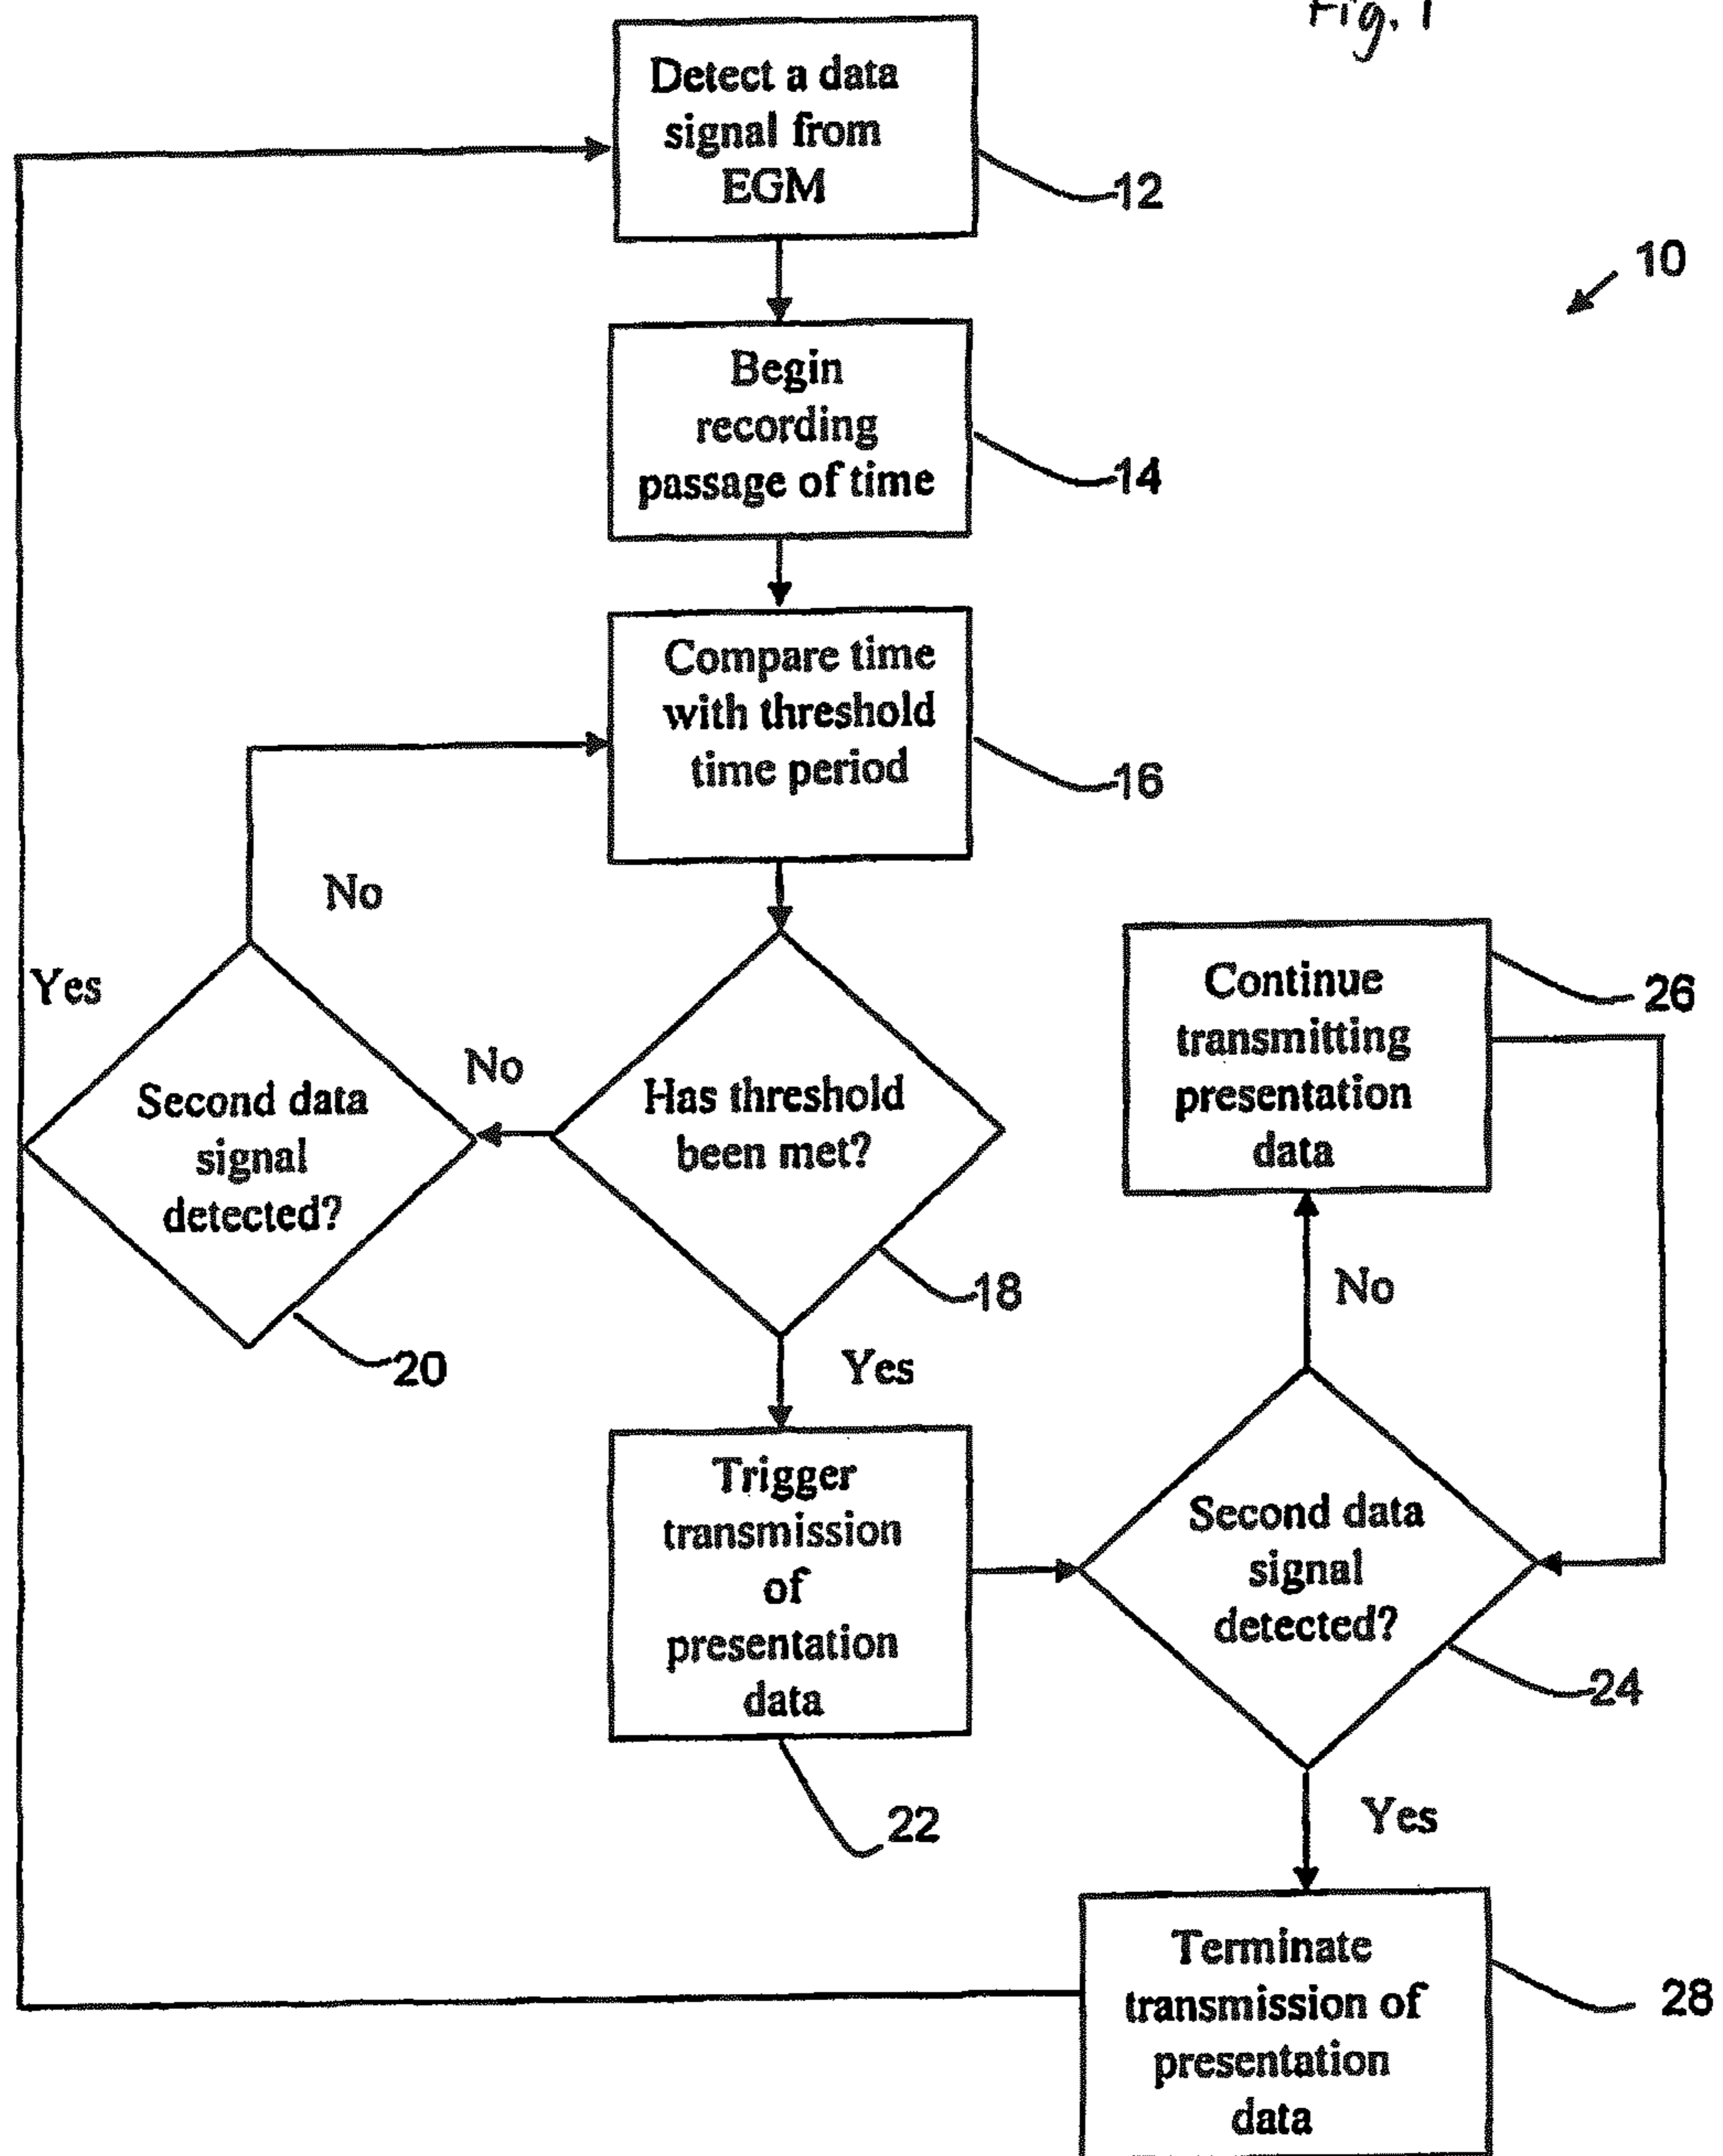 Fig. 1
Detect a data
signal from
EGM
12
10
Begin
recording
passage of time
14
Compare time
with threshold
time period
16
No
Yes
Second data
signal
detected?
20
No
Has threshold
been met?
18
Yes
Continue
transmitting
presentation
data
26
No
Trigger
transmission
of
presentation
data
22
Second data
signal
detected?
24
Yes
Terminate
transmission of
presentation
data
28